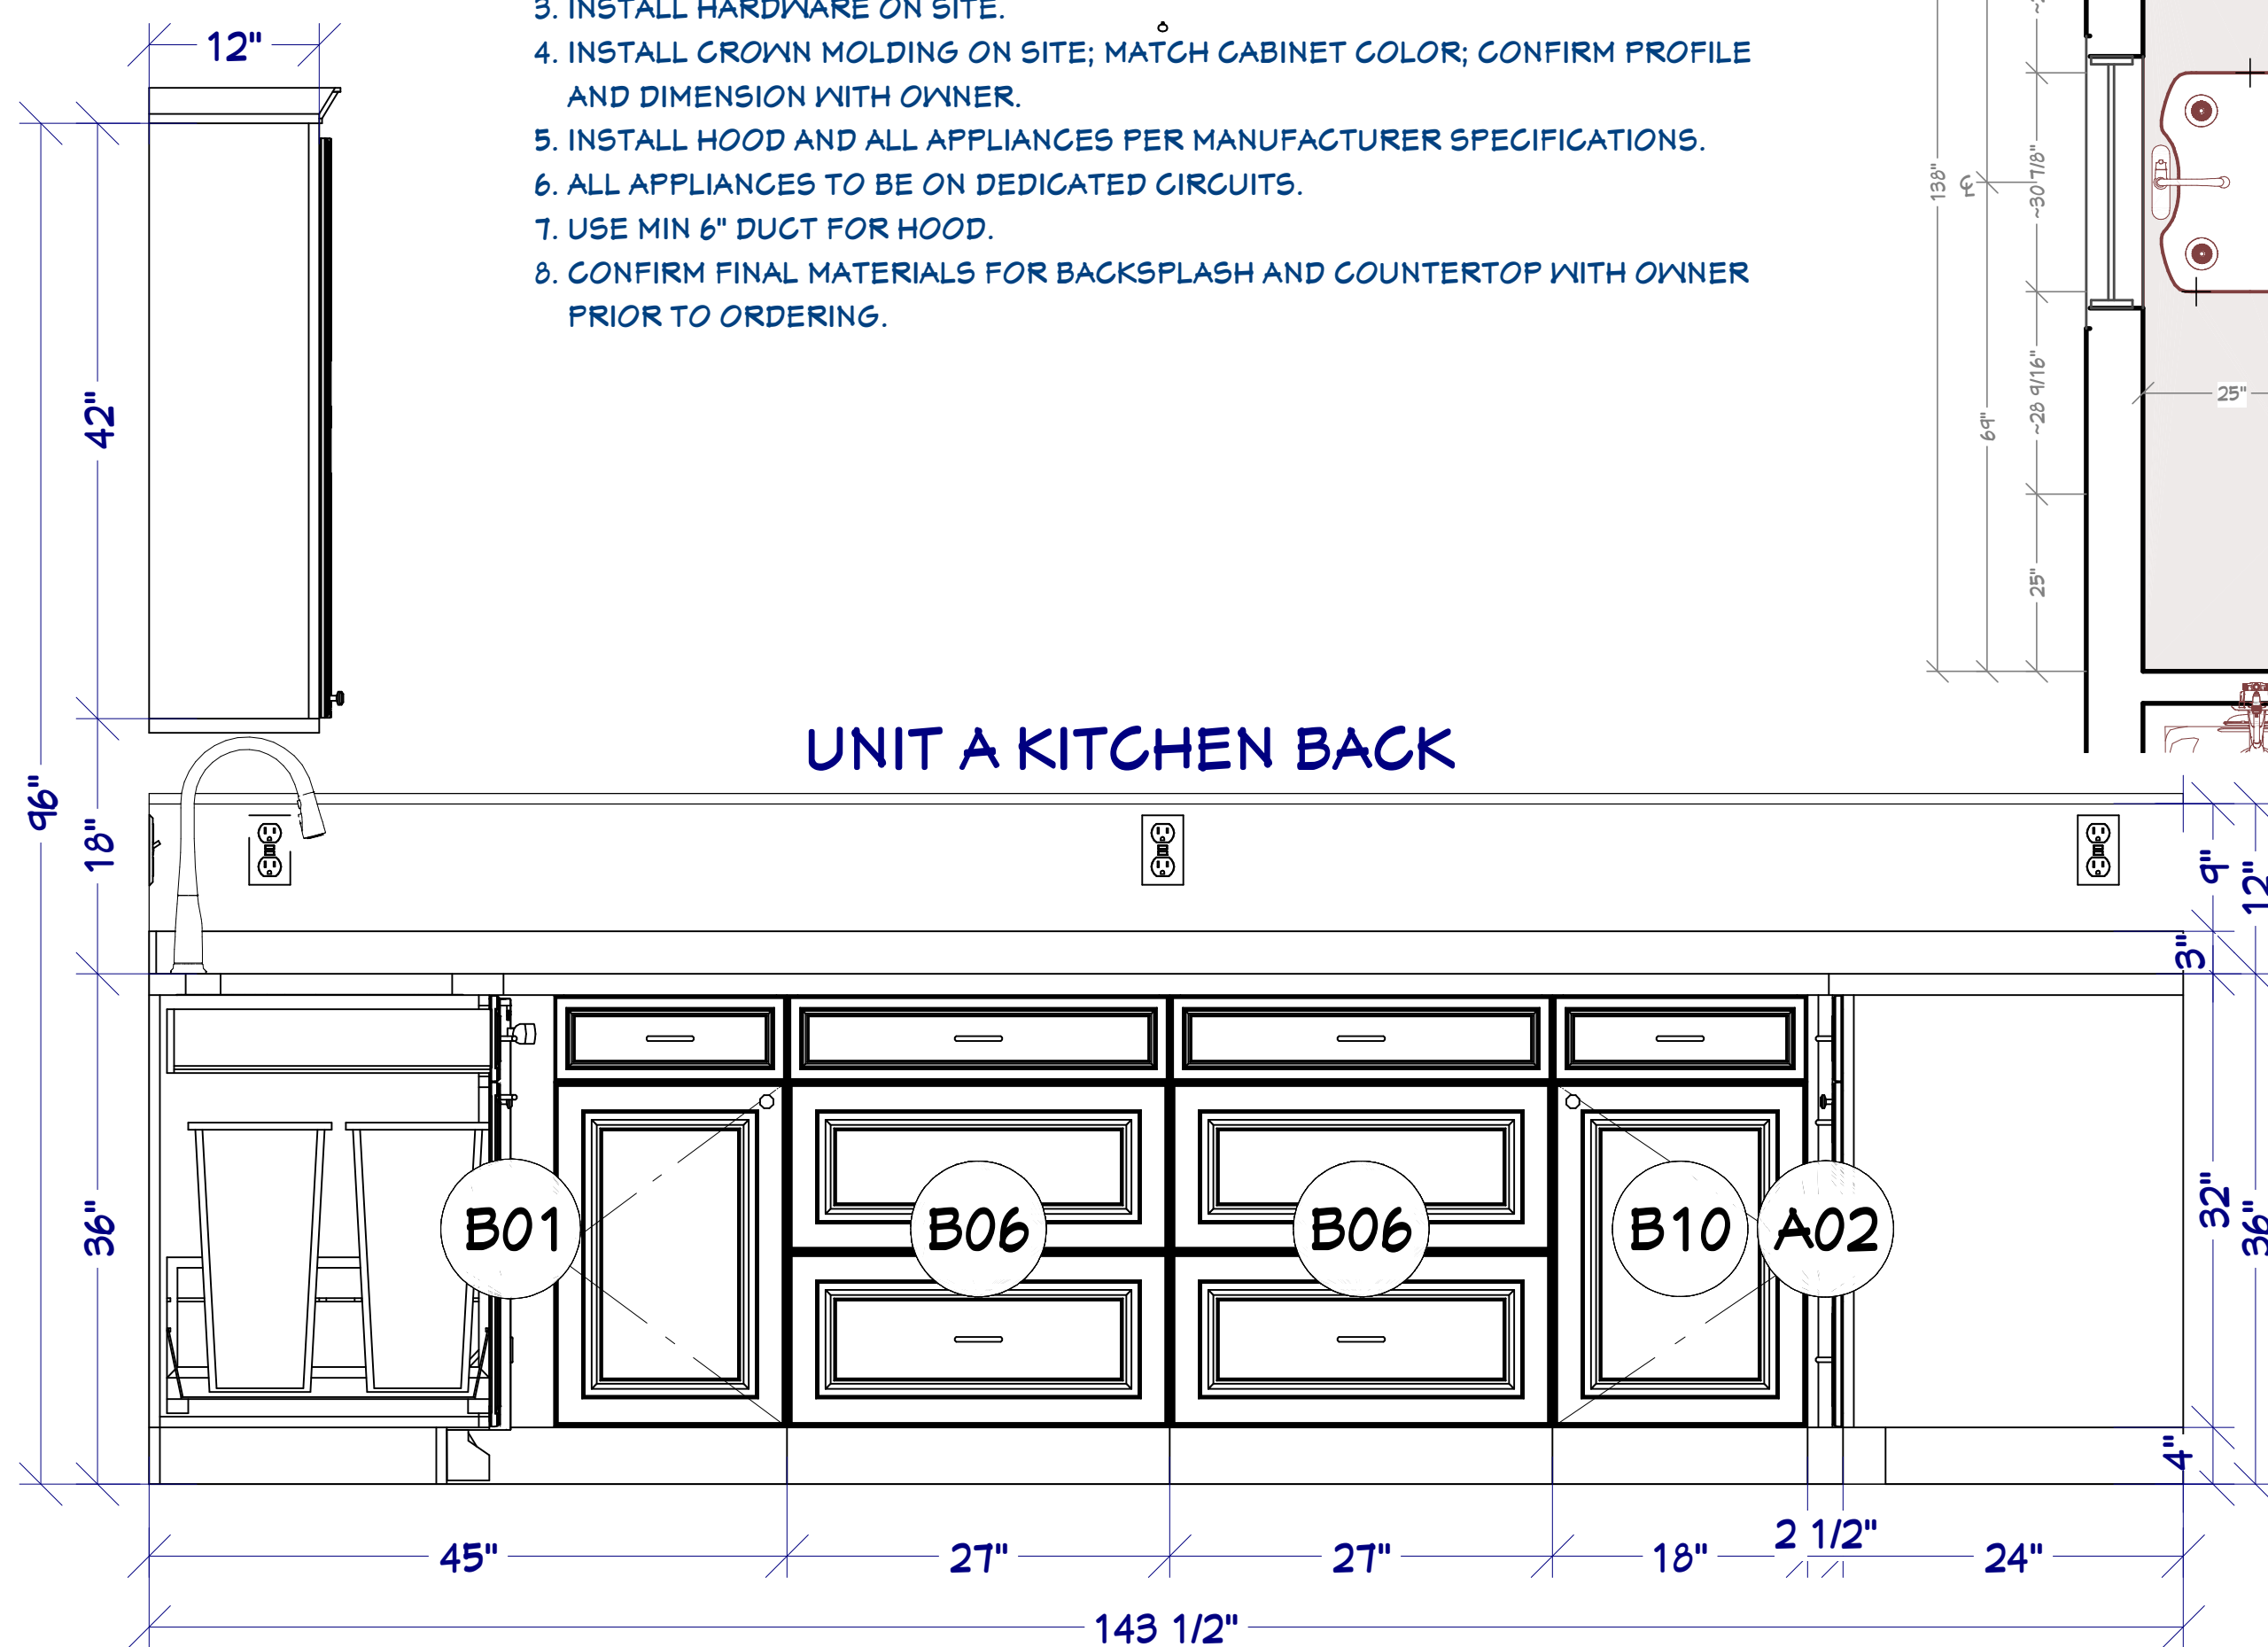 3. INSTALL HARDWARE ON SITE.
4. INSTALL CROWN MOLDING ON SITE; MATCH CABINET COLOR; CONFIRM PROFILE
AND DIMENSION WITH OWNER.
5. INSTALL HOOD AND ALL APPLIANCES PER MANUFACTURER SPECIFICATIONS.
6. ALL APPLIANCES TO BE ON DEDICATED CIRCUITS.
7. USE MIN 6" DUCT FOR HOOD.
8. CONFIRM FINAL MATERIALS FOR BACKSPLASH AND COUNTERTOP WITH OWNER
PRIOR TO ORDERING.
12"
42"
96"
18"
36"
138"
69"
~30 7/8"
~28 9/16"
25"
25"
UNIT A KITCHEN BACK
9"
12"
3"
32"
36"
4"
B01
B06
B06
B10
A02
45"
27"
27"
18"
2 1/2"
24"
143 1/2"